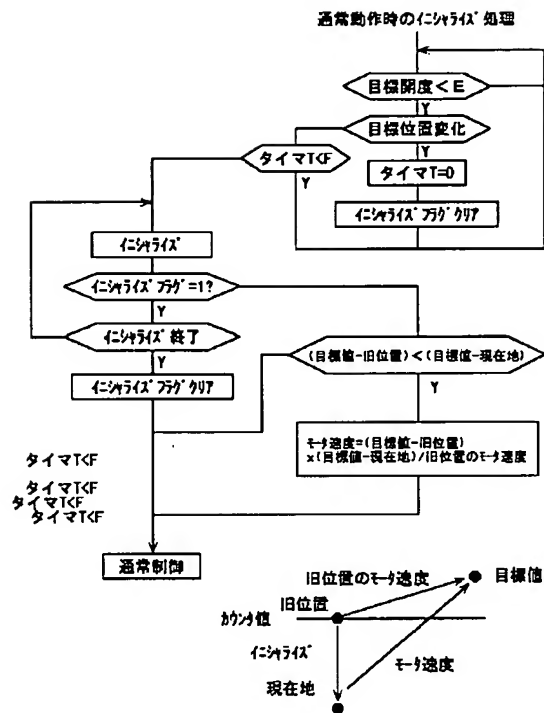 通常動作時のイニシャライズ処理
目標開度<E
Y
目標位置変化
Y
タイマT<F
Y
タイマT=0
イニシャライズフラグクリア
イニシャライズ
イニシャライズフラグ=1?
Y
イニシャライズ終了
Y
イニシャライズフラグクリア
(目標値-旧位置)<(目標値-現在地)
Y
モータ速度=(目標値-旧位置)
×(目標値-現在地)/旧位置のモータ速度
タイマT<F
タイマT<F
タイマT<F
タイマT<F
通常制御
旧位置のモータ速度
目標値
旧位置
カウンタ値
イニシャライズ
モータ速度
現在地